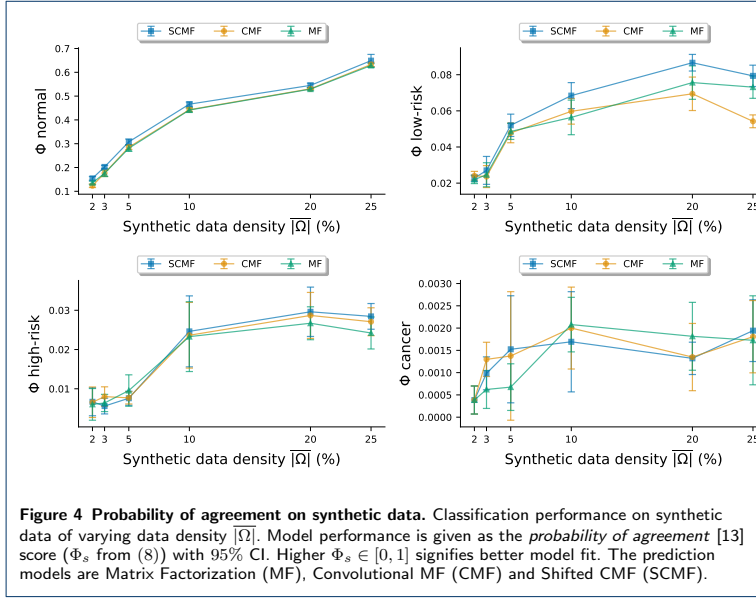 SCMF CMF MF
0.7
0.6
0.5
0.4
0.3
0.2
0.1
Φ normal
2 3 5 10 20 25
Synthetic data density |Ω| (%)
SCMF CMF MF
0.08
0.06
0.04
0.02
Φ low-risk
2 3 5 10 20 25
Synthetic data density |Ω| (%)
SCMF CMF MF
0.03
0.02
0.01
Φ high-risk
2 3 5 10 20 25
Synthetic data density |Ω| (%)
SCMF CMF MF
0.0030
0.0025
0.0020
0.0015
0.0010
0.0005
0.0000
Φ cancer
2 3 5 10 20 25
Synthetic data density |Ω| (%)
Figure 4 Probability of agreement on synthetic data. Classification performance on synthetic
data of varying data density |Ω|. Model performance is given as the probability of agreement [13]
score (Φs from (8)) with 95% CI. Higher Φs ∈ [0, 1] signifies better model fit. The prediction
models are Matrix Factorization (MF), Convolutional MF (CMF) and Shifted CMF (SCMF).